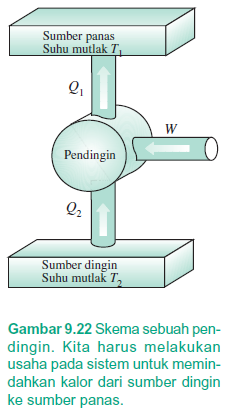 Sumber panas
Suhu mutlak T₁
Q₁
W
Pendingin
Q₂
Sumber dingin
Suhu mutlak T₂
Gambar 9.22 Skema sebuah pen-
dingin. Kita harus melakukan
usaha pada sistem untuk memin-
dahkan kalor dari sumber dingin
ke sumber panas.